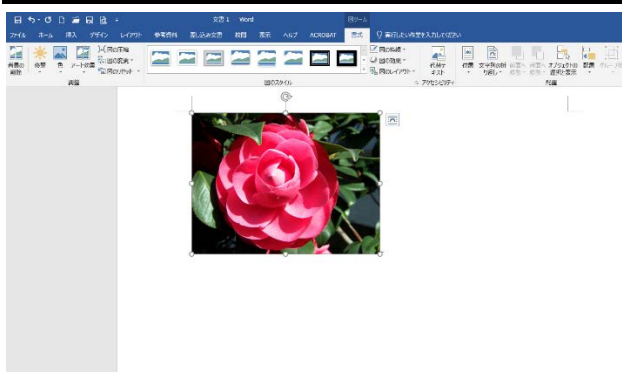 文書 1 - Word
図ツール
ファイル ホーム 挿入 デザイン レイアウト 参考資料 差し込み文書 校閲 表示 ヘルプ ACROBAT 書式 実行したい作業を入力してください
背景の 修整 色 アート効果 図の圧縮 図の変更 図のリセット 図の枠線 図の効果 図のレイアウト 代替テ 位置 文字列の折 前面へ 背面へ オブジェクトの 配置
削除 キスト り返し 選択と表示
調整 図のスタイル アクセシビリティ 配置